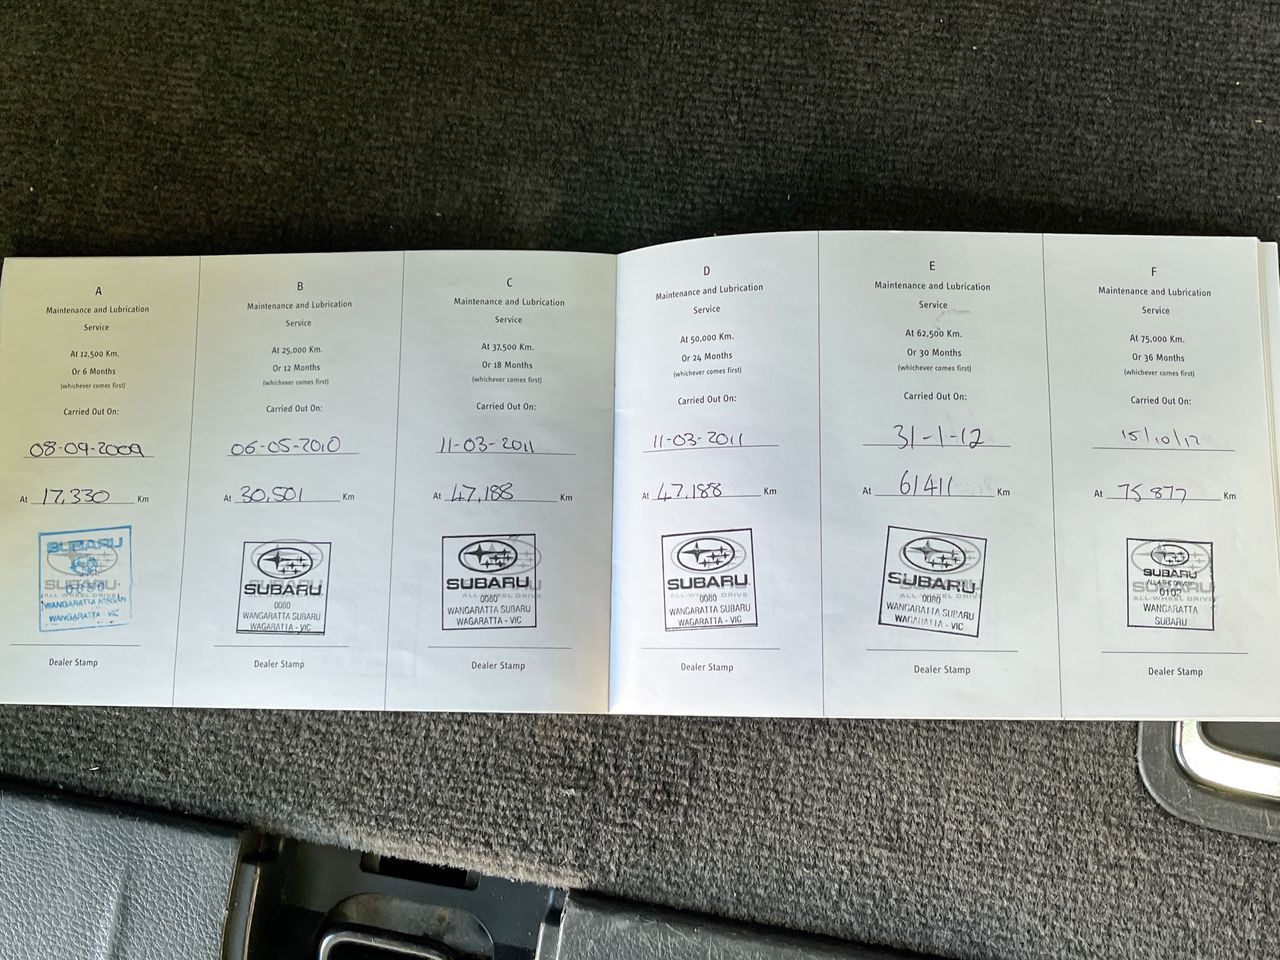 A
Maintenance and Lubrication
Service
At 12,500 Km.
Or 6 Months
(whichever comes first)
Carried Out On:
08-09-2009
At 17,330 Km
SUBARU
WANGARATTA NISSAN
WANGARATTA - VIC
Dealer Stamp
B
Maintenance and Lubrication
Service
At 25,000 Km.
Or 12 Months
(whichever comes first)
Carried Out On:
06-05-2010
At 30,501 Km
SUBARU
0080
WANGARATTA SUBARU
WAGARATTA - VIC
Dealer Stamp
C
Maintenance and Lubrication
Service
At 37,500 Km.
Or 18 Months
(whichever comes first)
Carried Out On:
11-03-2011
At 47,188 Km
SUBARU
ALL-WHEEL DRIVE
0080
WANGARATTA SUBARU
WAGARATTA - VIC
Dealer Stamp
D
Maintenance and Lubrication
Service
At 50,000 Km.
Or 24 Months
(whichever comes first)
Carried Out On:
11-03-2011
At 47,188 Km
SUBARU
ALL-WHEEL DRIVE
0080
WANGARATTA SUBARU
WAGARATTA - VIC
Dealer Stamp
E
Maintenance and Lubrication
Service
At 62,500 Km.
Or 30 Months
(whichever comes first)
Carried Out On:
31-1-12
At 61411 Km
SUBARU
ALL-WHEEL DRIVE
0080
WANGARATTA SUBARU
WAGARATTA - VIC
Dealer Stamp
F
Maintenance and Lubrication
Service
At 75,000 Km.
Or 36 Months
(whichever comes first)
Carried Out On:
15/10/12
At 75877 Km
SUBARU
ALL-WHEEL DRIVE
0102
WANGARATTA
SUBARU
Dealer Stamp